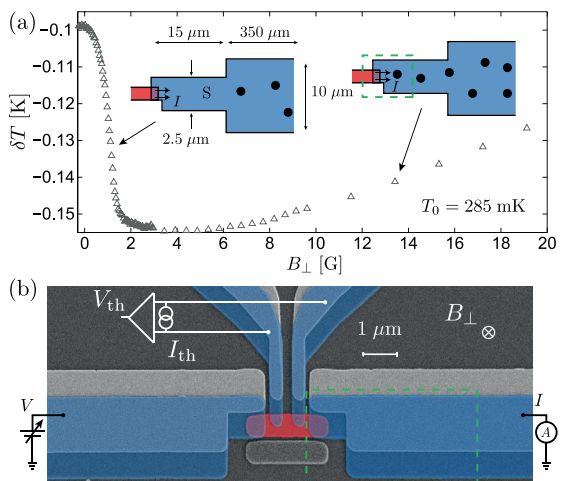 (a)
−0.1
−0.11
−0.12
−0.13
−0.14
−0.15
δT [K]
15 μm
350 μm
I
S
2.5 μm
10 μm
I
T₀ = 285 mK
0 2 4 6 8 10 12 14 16 18 20
B⊥ [G]
(b)
V_th
I_th
1 μm
B⊥ ⊗
V
I
A